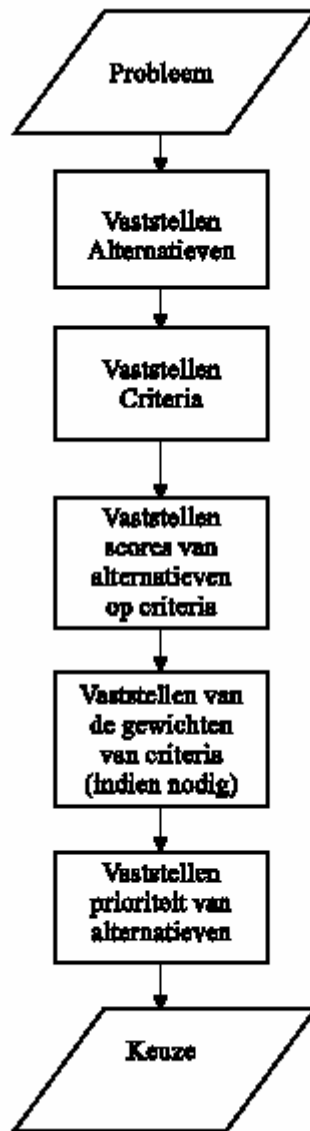 Probleem
Vaststellen
Alternatieven
Vaststellen
Criteria
Vaststellen
scores van
alternatieven
op criteria
Vaststellen van
de gewichten
van criteria
(indien nodig)
Vaststellen
prioriteit van
alternatieven
Keuze